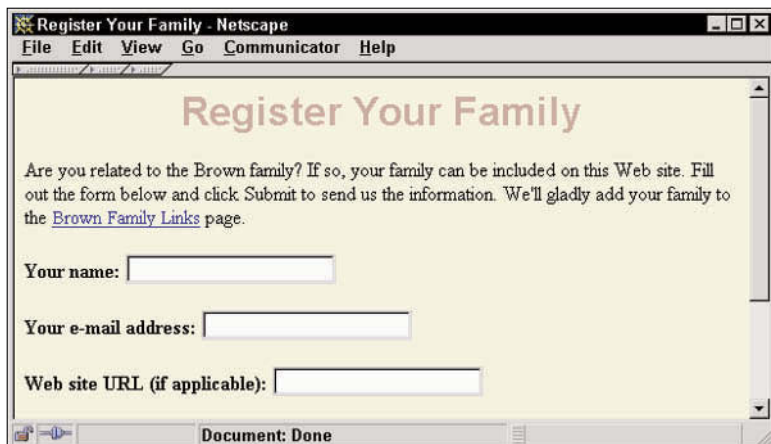 Register Your Family - Netscape
File Edit View Go Communicator Help
Register Your Family
Are you related to the Brown family? If so, your family can be included on this Web site. Fill
out the form below and click Submit to send us the information. We'll gladly add your family to
the Brown Family Links page.
Your name:
Your e-mail address:
Web site URL (if applicable):
Document: Done